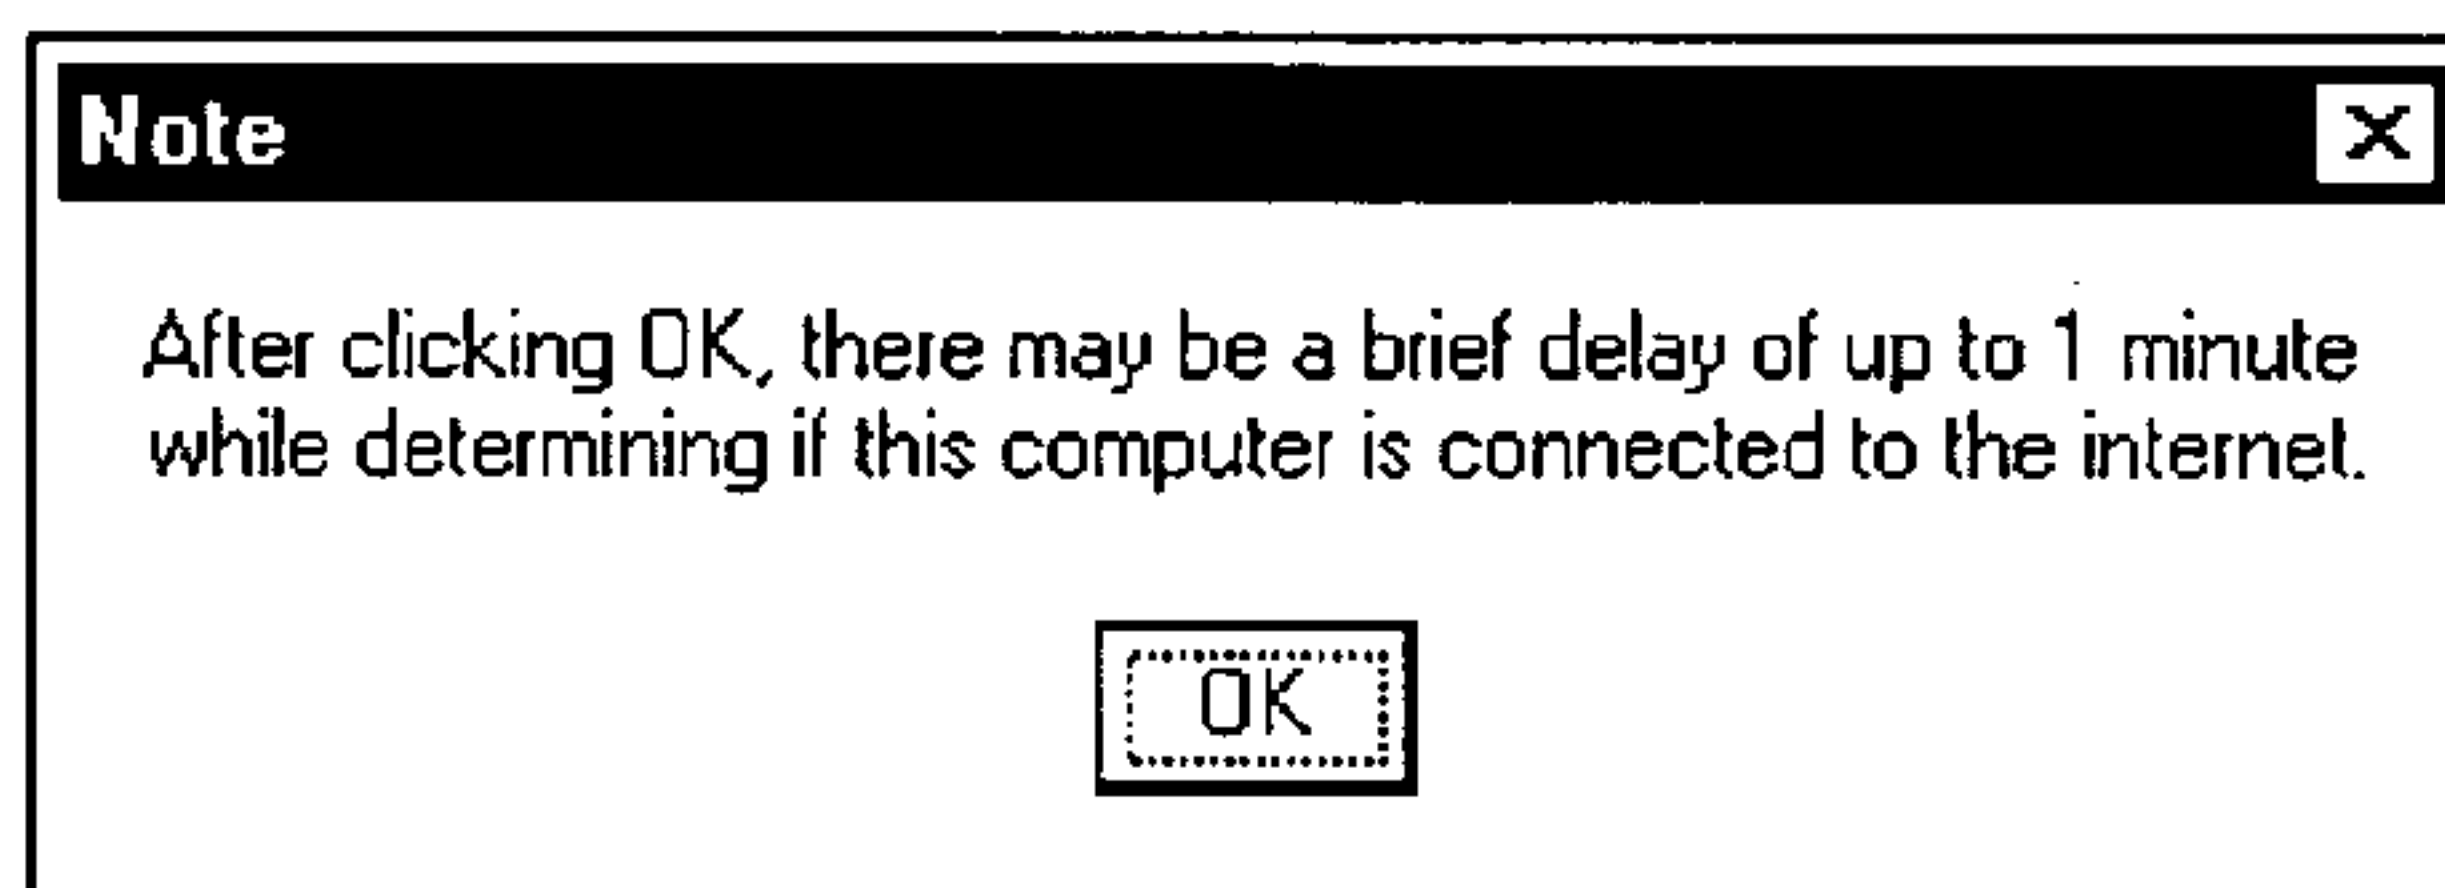 Note
After clicking OK, there may be a brief delay of up to 1 minute
while determining if this computer is connected to the internet.
OK